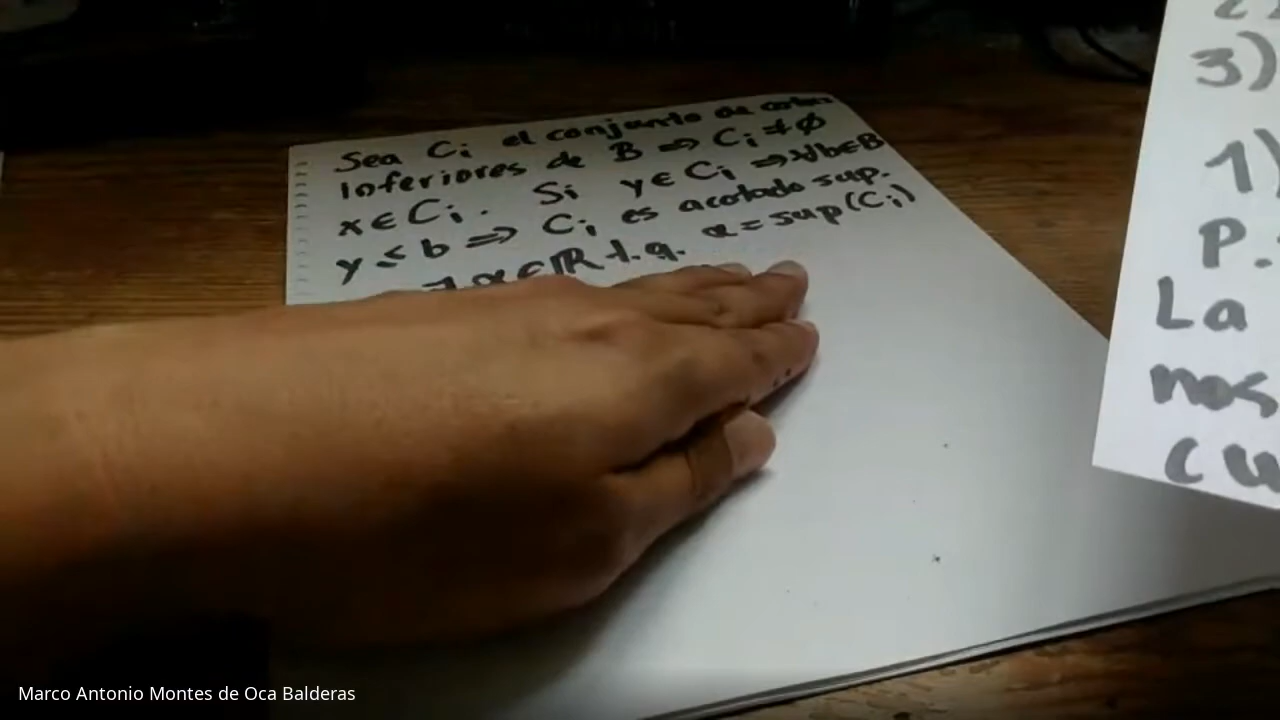 Sea Ci el conjunto de cotas
inferiores de B ⇒ Ci ≠ ∅
x ∈ Ci. Si y ∈ Ci ⇒ ∀b∈B
y ≤ b ⇒ Ci es acotado sup.
∃ α ∈ ℝ t.q. α = sup(Ci)
3)
1)
P.
La
nos
cu
Marco Antonio Montes de Oca Balderas